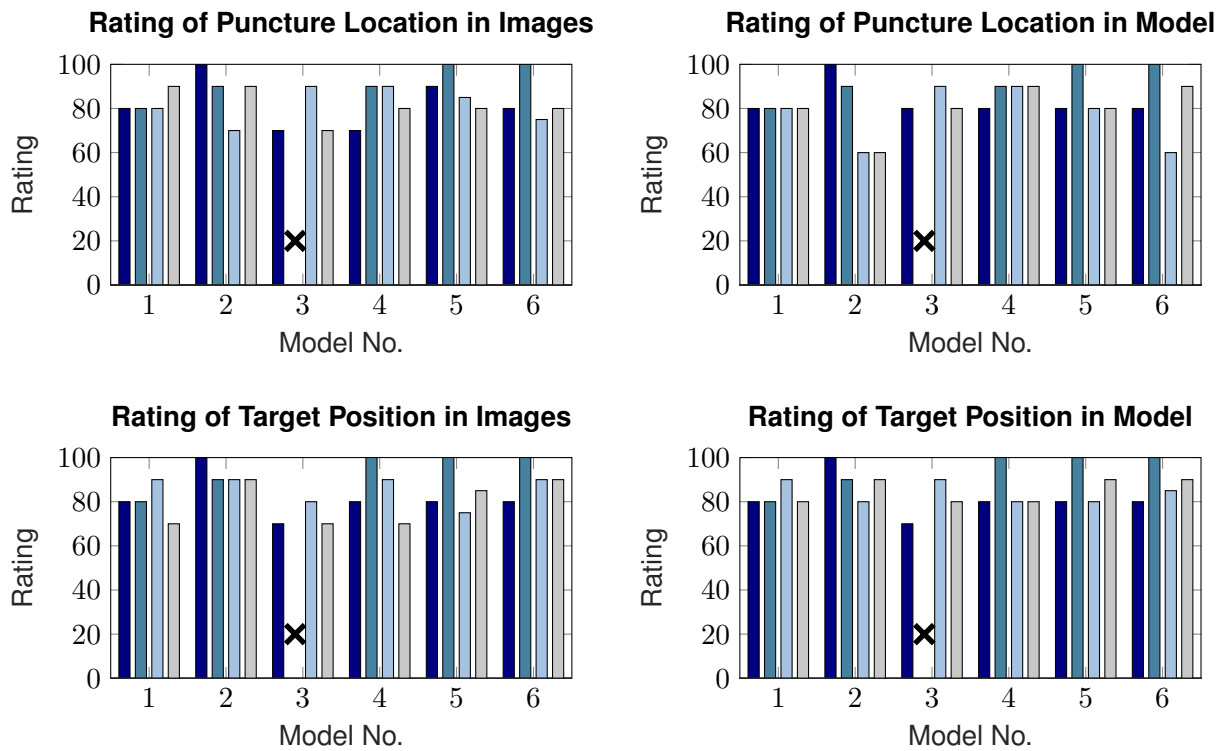 Rating of Puncture Location in Images
Rating
100
80
60
40
20
0
1 2 3 4 5 6
Model No.
Rating of Puncture Location in Model
Rating
100
80
60
40
20
0
1 2 3 4 5 6
Model No.
Rating of Target Position in Images
Rating
100
80
60
40
20
0
1 2 3 4 5 6
Model No.
Rating of Target Position in Model
Rating
100
80
60
40
20
0
1 2 3 4 5 6
Model No.